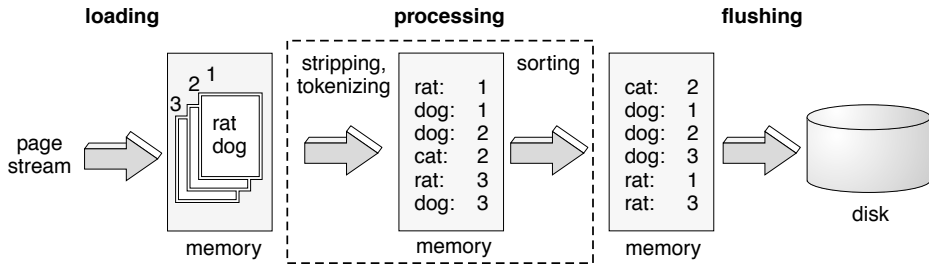 loading
processing
flushing
page
stream
3
2
1
rat
dog
memory
stripping,
tokenizing
rat: 1
dog: 1
dog: 2
cat: 2
rat: 3
dog: 3
memory
sorting
cat: 2
dog: 1
dog: 2
dog: 3
rat: 1
rat: 3
memory
disk